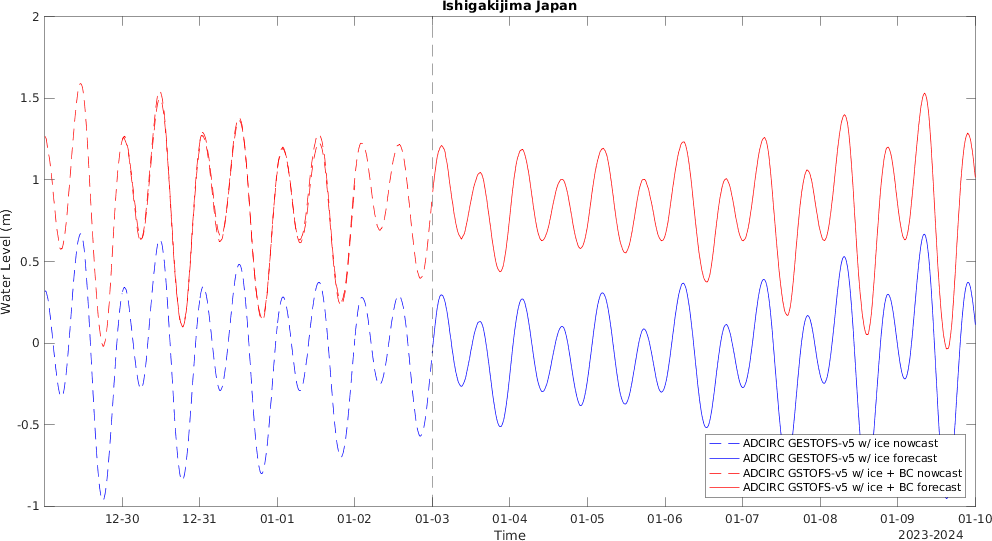 Ishigakijima Japan
2
1.5
1
0.5
0
-0.5
-1
Water Level (m)
ADCIRC GESTOFS-v5 w/ ice nowcast
ADCIRC GESTOFS-v5 w/ ice forecast
ADCIRC GSTOFS-v5 w/ ice + BC nowcast
ADCIRC GSTOFS-v5 w/ ice + BC forecast
12-30 12-31 01-01 01-02 01-03 01-04 01-05 01-06 01-07 01-08 01-09 01-10
Time
2023-2024